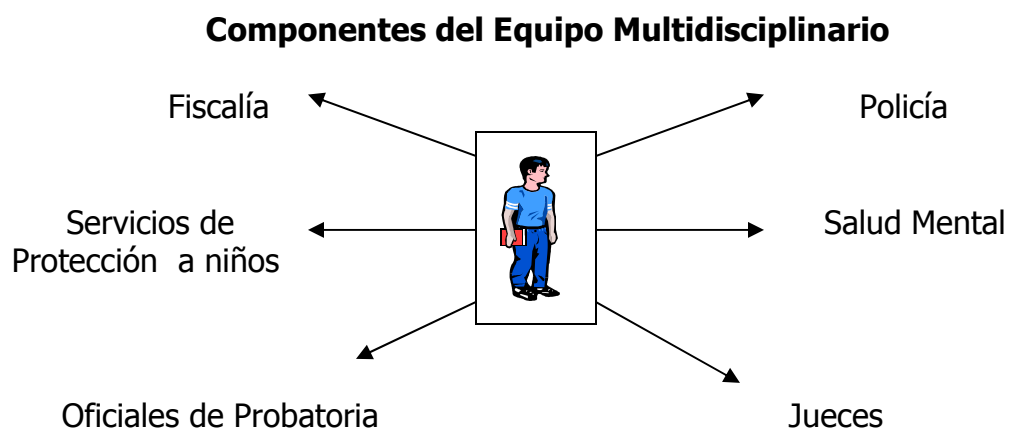 Componentes del Equipo Multidisciplinario
Fiscalía
Policía
Servicios de
Protección a niños
Salud Mental
Oficiales de Probatoria
Jueces